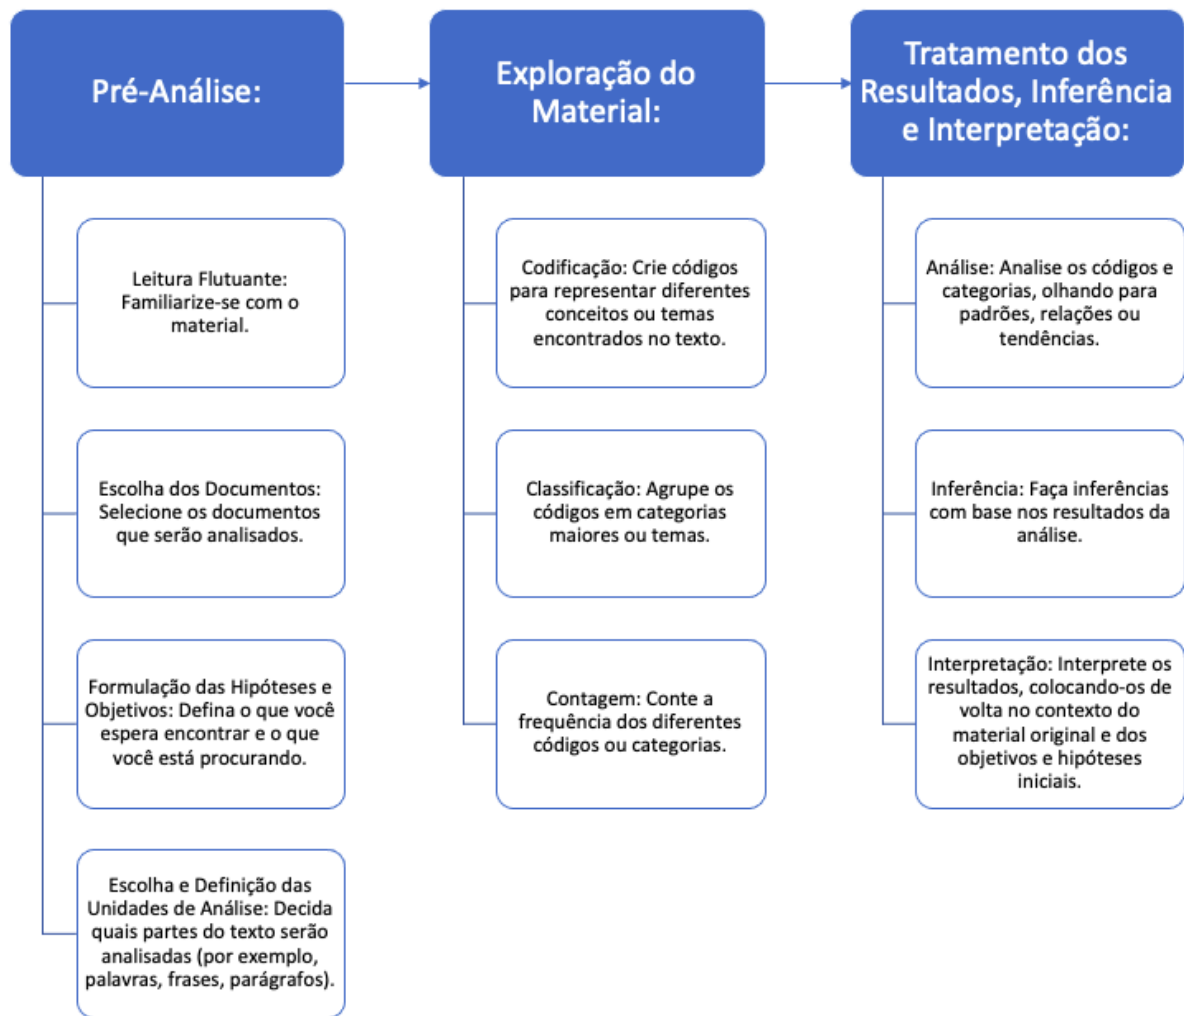 Pré-Análise:
Leitura Flutuante:
Familiarize-se com o
material.
Escolha dos Documentos:
Selecione os documentos
que serão analisados.
Formulação das Hipóteses e
Objetivos: Defina o que você
espera encontrar e o que
você está procurando.
Escolha e Definição das
Unidades de Análise: Decida
quais partes do texto serão
analisadas (por exemplo,
palavras, frases, parágrafos).
Exploração do
Material:
Codificação: Crie códigos
para representar diferentes
conceitos ou temas
encontrados no texto.
Classificação: Agrupe os
códigos em categorias
maiores ou temas.
Contagem: Conte a
frequência dos diferentes
códigos ou categorias.
Tratamento dos
Resultados, Inferência
e Interpretação:
Análise: Analise os códigos e
categorias, olhando para
padrões, relações ou
tendências.
Inferência: Faça inferências
com base nos resultados da
análise.
Interpretação: Interprete os
resultados, colocando-os de
volta no contexto do
material original e dos
objetivos e hipóteses
iniciais.